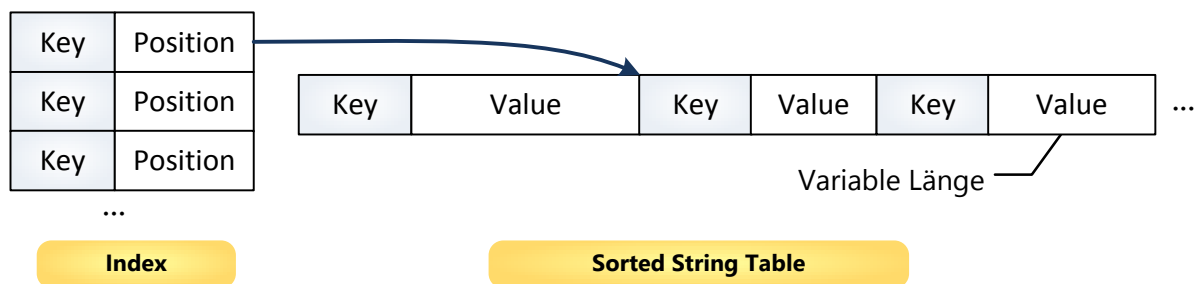 Key Position
Key Position
Key Position
...
Key Value Key Value Key Value ...
Variable Länge
Index
Sorted String Table